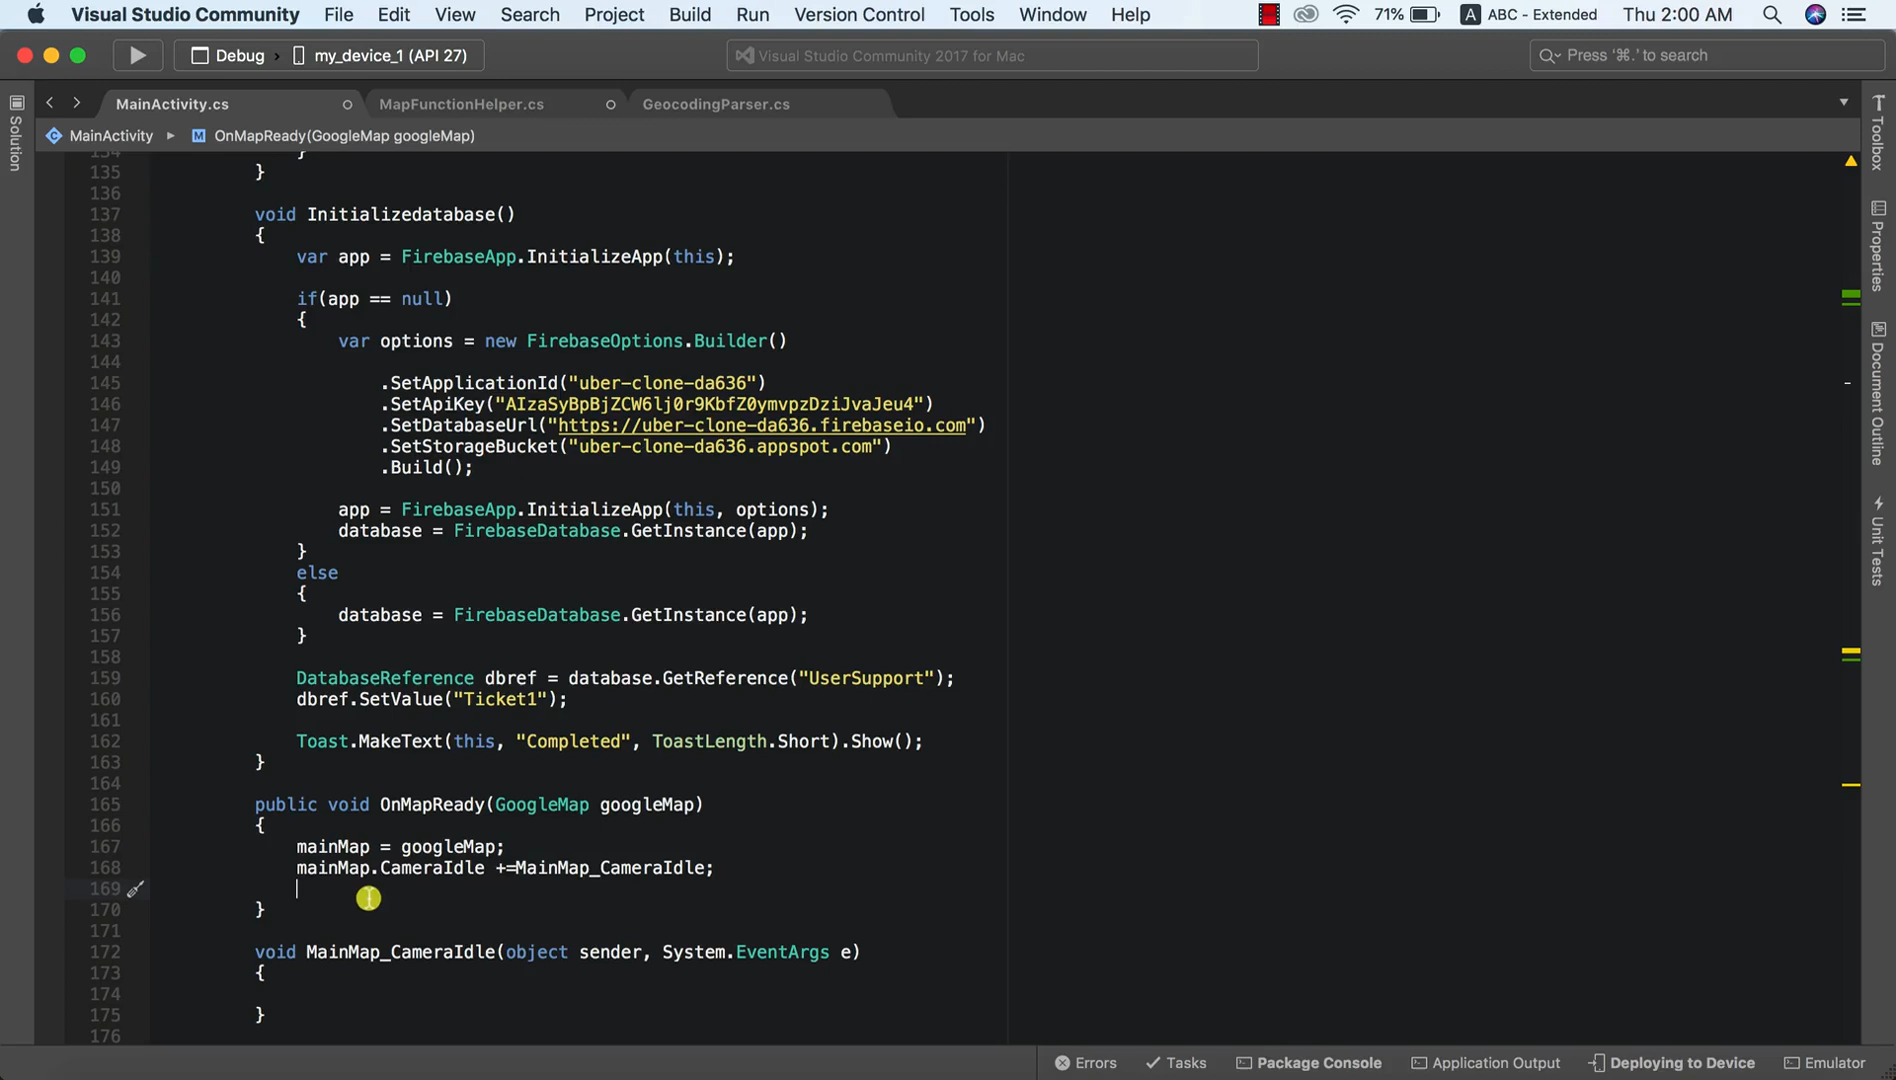 Visual Studio Community File Edit View Search Project Build Run Version Control Tools Window Help 71% A ABC - Extended Thu 2:00 AM
Debug my_device_1 (API 27) Visual Studio Community 2017 for Mac Press '⌘.' to search
MainActivity.cs MapFunctionHelper.cs GeocodingParser.cs
MainActivity M OnMapReady(GoogleMap googleMap)
Solution
134 }
135 }
136
137 void Initializedatabase()
138 {
139 var app = FirebaseApp.InitializeApp(this);
140
141 if(app == null)
142 {
143 var options = new FirebaseOptions.Builder()
144
145 .SetApplicationId("uber-clone-da636")
146 .SetApiKey("AIzaSyBpBjZCW6lj0r9KbfZ0ymvpzDziJvaJeu4")
147 .SetDatabaseUrl("https://uber-clone-da636.firebaseio.com")
148 .SetStorageBucket("uber-clone-da636.appspot.com")
149 .Build();
150
151 app = FirebaseApp.InitializeApp(this, options);
152 database = FirebaseDatabase.GetInstance(app);
153 }
154 else
155 {
156 database = FirebaseDatabase.GetInstance(app);
157 }
158
159 DatabaseReference dbref = database.GetReference("UserSupport");
160 dbref.SetValue("Ticket1");
161
162 Toast.MakeText(this, "Completed", ToastLength.Short).Show();
163 }
164
165 public void OnMapReady(GoogleMap googleMap)
166 {
167 mainMap = googleMap;
168 mainMap.CameraIdle +=MainMap_CameraIdle;
169
170 }
171
172 void MainMap_CameraIdle(object sender, System.EventArgs e)
173 {
174
175 }
176
Toolbox
Properties
Document Outline
Unit Tests
Errors Tasks Package Console Application Output Deploying to Device Emulator